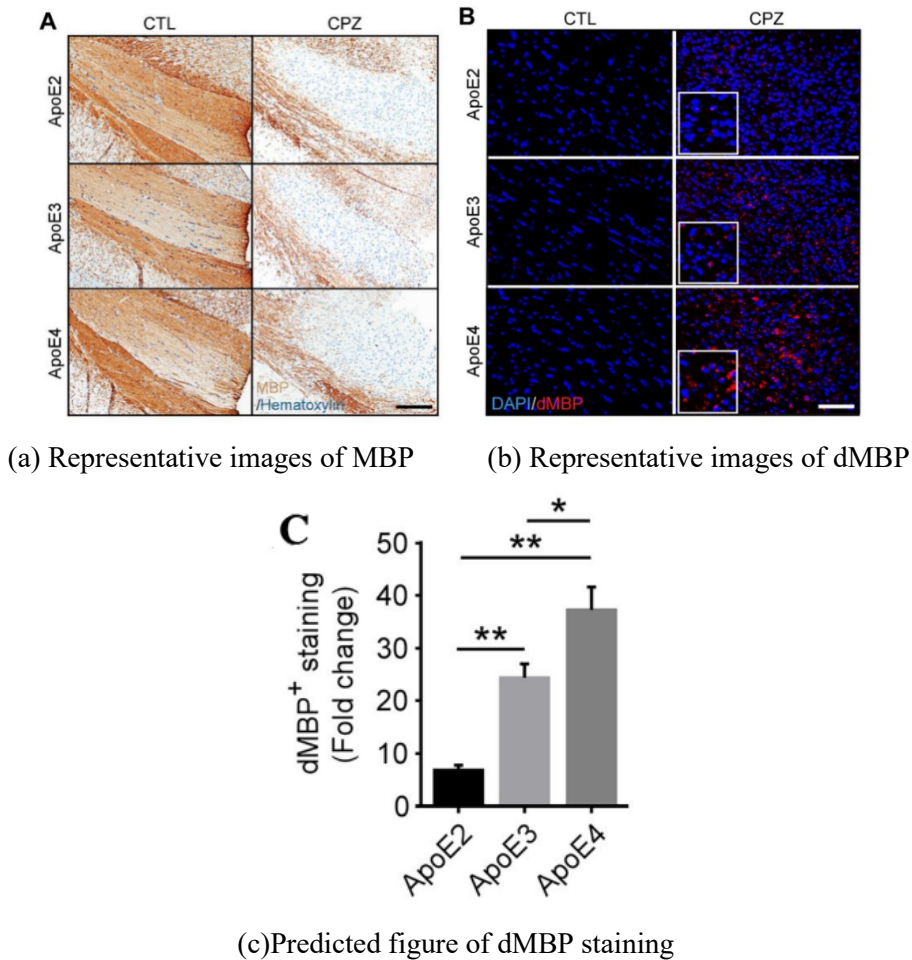 A
CTL CPZ
ApoE2
ApoE3
ApoE4
MBP
/Hematoxylin
B
CTL CPZ
ApoE2
ApoE3
ApoE4
DAPI/dMBP
(a) Representative images of MBP
(b) Representative images of dMBP
C
dMBP+ staining
(Fold change)
50
40
30
20
10
0
*
**
**
ApoE2
ApoE3
ApoE4
(c)Predicted figure of dMBP staining